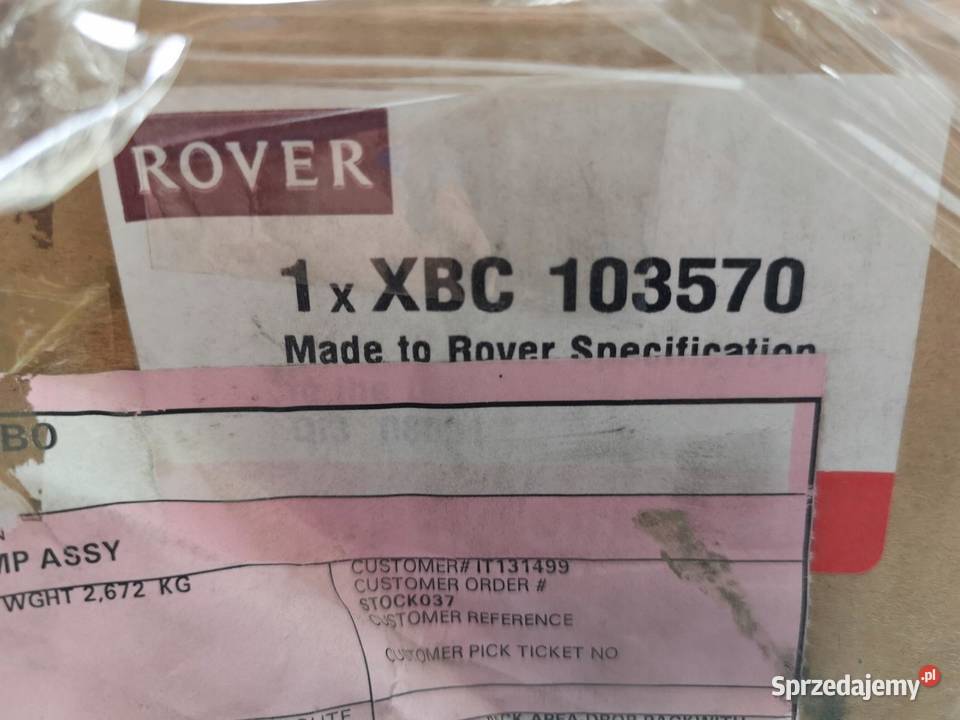 ROVER
1 x XBC 103570
Made to Rover Specification
BO
MP ASSY
WGHT 2,672 KG
CUSTOMER# IT131499
CUSTOMER ORDER #
STOCK037
CUSTOMER REFERENCE
CUSTOMER PICK TICKET NO
Sprzedajemy.pl